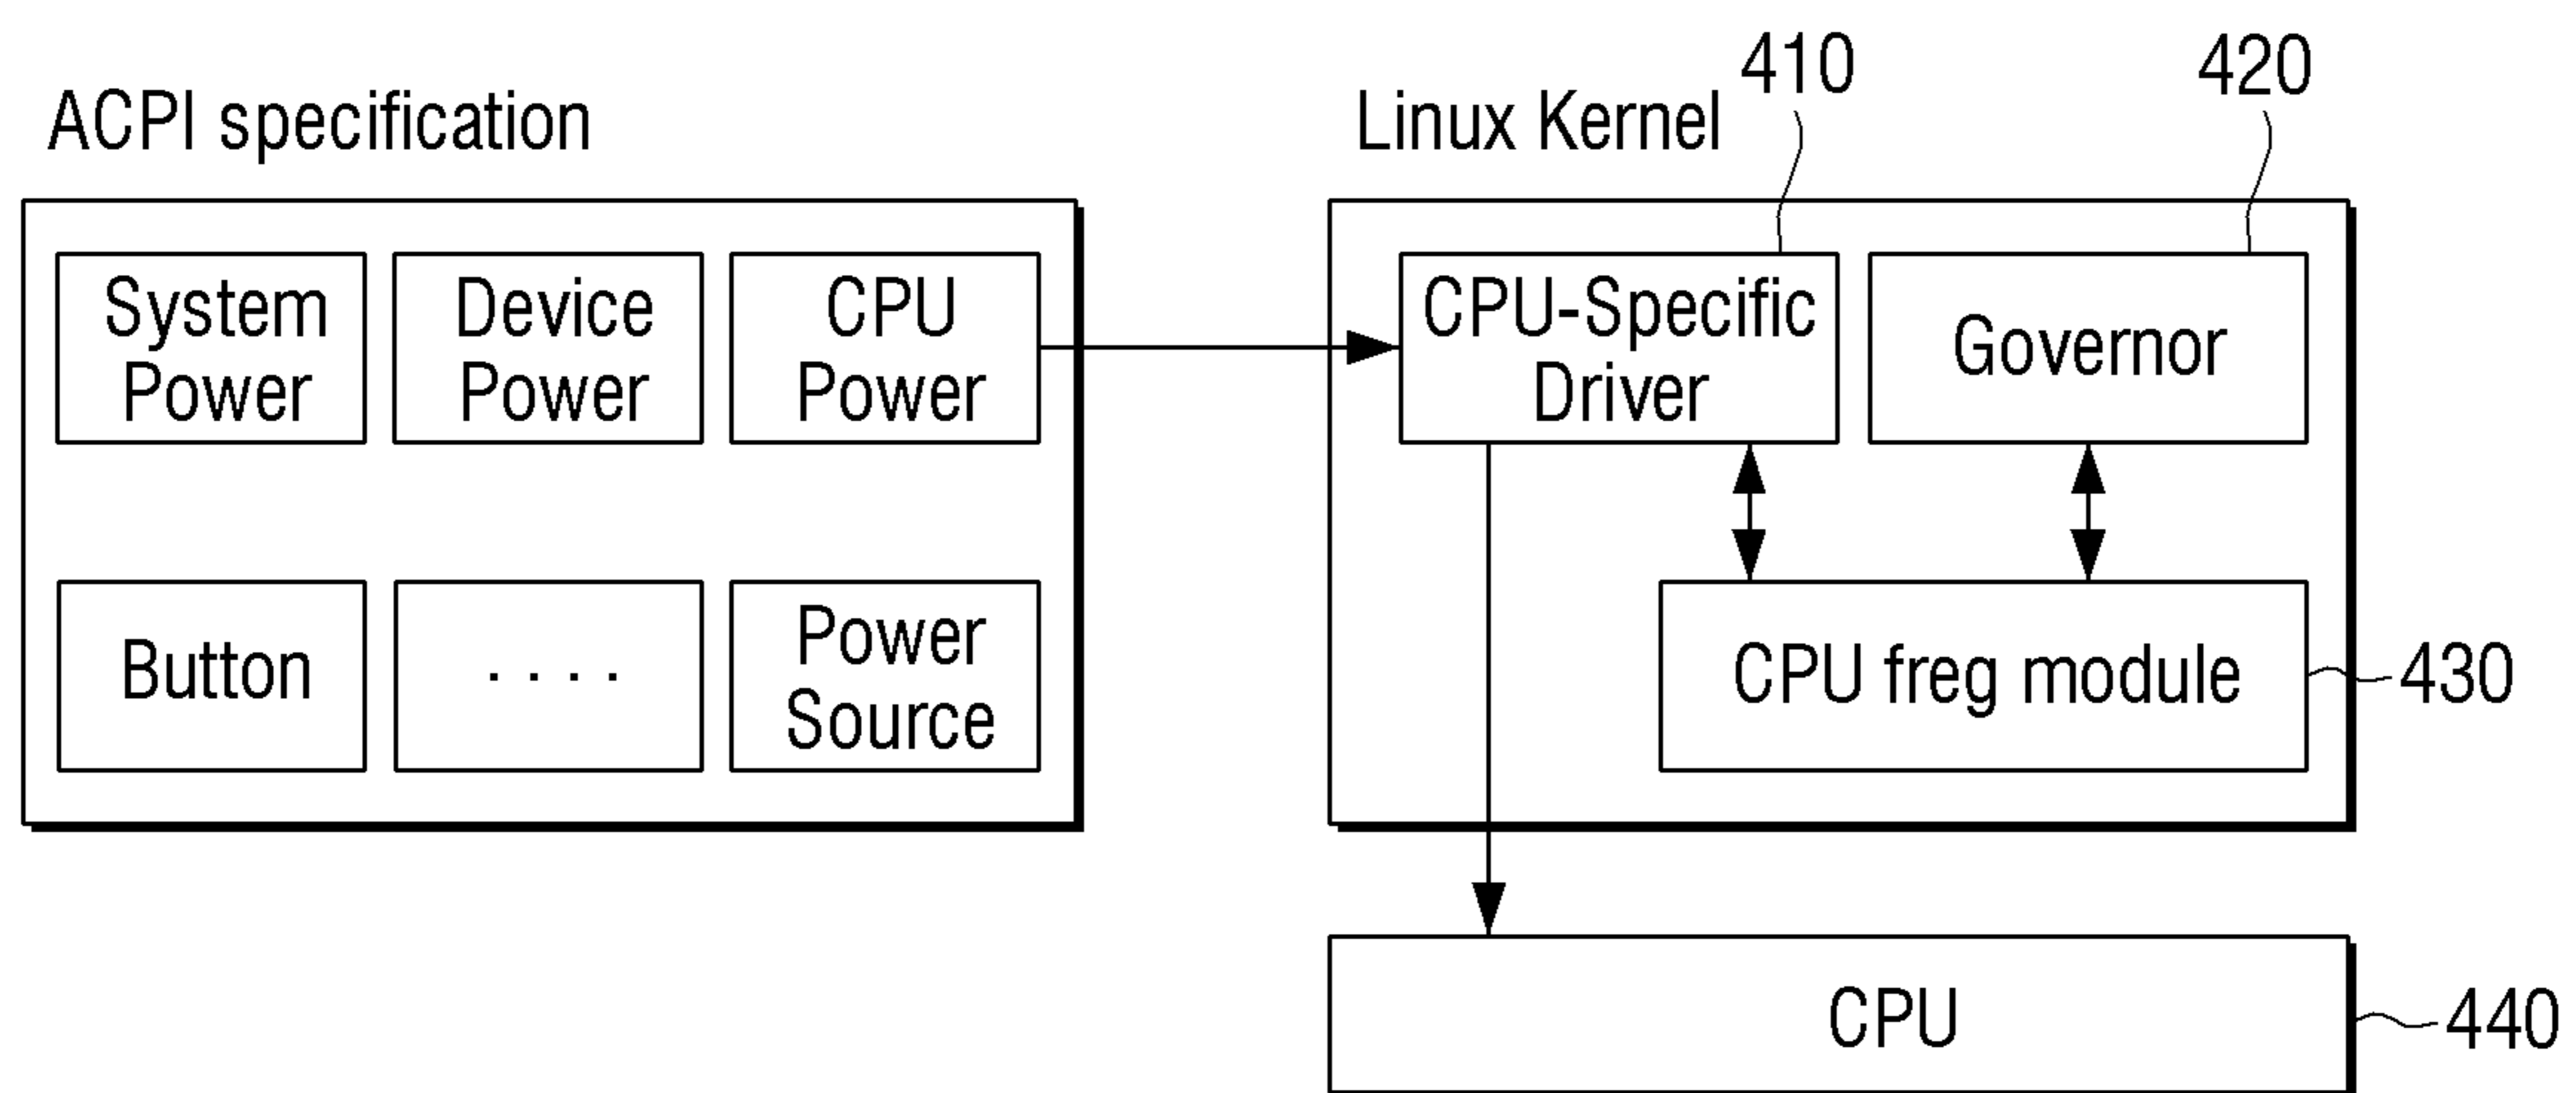 ACPI specification
System
Power
Device
Power
CPU
Power
Button
. . . .
Power
Source
Linux Kernel
410
420
CPU-Specific
Driver
Governor
CPU freg module
430
CPU
440